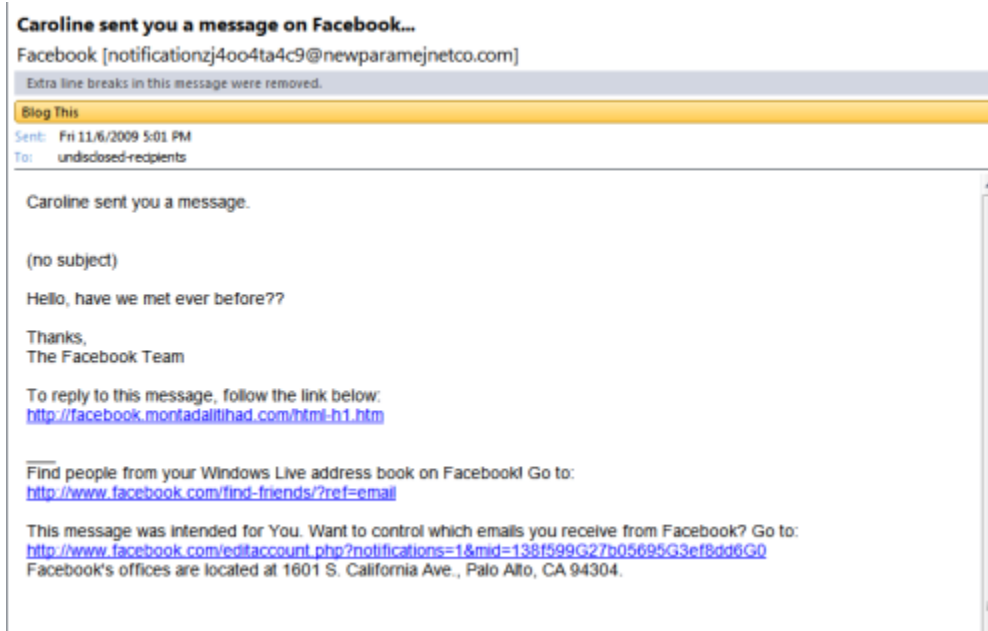 Caroline sent you a message on Facebook...
Facebook [notificationzj4oo4ta4c9@newparamejnetco.com]
Extra line breaks in this message were removed.
Blog This
Sent: Fri 11/6/2009 5:01 PM
To: undisclosed-recipients
Caroline sent you a message.
(no subject)
Hello, have we met ever before??
Thanks,
The Facebook Team
To reply to this message, follow the link below:
http://facebook.montadalitihad.com/html-h1.htm
Find people from your Windows Live address book on Facebook! Go to:
http://www.facebook.com/find-friends/?ref=email
This message was intended for You. Want to control which emails you receive from Facebook? Go to:
http://www.facebook.com/editaccount.php?notifications=1&mid=138f599G27b05695G3ef8dd6G0
Facebook's offices are located at 1601 S. California Ave., Palo Alto, CA 94304.